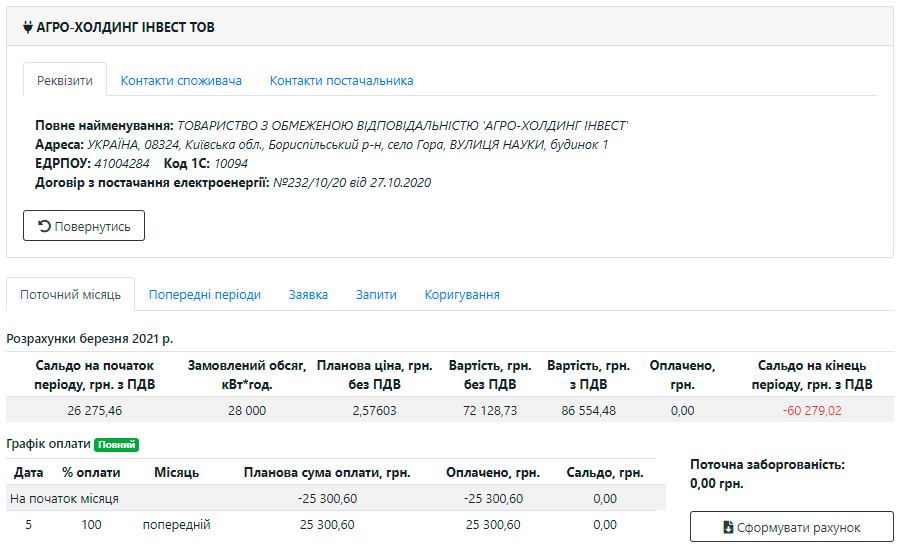 АГРО-ХОЛДИНГ ІНВЕСТ ТОВ
Реквізити Контакти споживача Контакти постачальника
Повне найменування: ТОВАРИСТВО З ОБМЕЖЕНОЮ ВІДПОВІДАЛЬНІСТЮ 'АГРО-ХОЛДИНГ ІНВЕСТ'
Адреса: УКРАЇНА, 08324, Київська обл., Бориспільський р-н, село Гора, ВУЛИЦЯ НАУКИ, будинок 1
ЕДРПОУ: 41004284 Код 1С: 10094
Договір з постачання електроенергії: №232/10/20 від 27.10.2020
Повернутись
Поточний місяць Попередні періоди Заявка Запити Коригування
Розрахунки березня 2021 р.
Сальдо на початок Замовлений обсяг, Планова ціна, грн. Вартість, грн. Вартість, грн. Оплачено, Сальдо на кінець
періоду, грн. з ПДВ кВт*год. без ПДВ без ПДВ з ПДВ грн. періоду, грн. з ПДВ
26 275,46 28 000 2,57603 72 128,73 86 554,48 0,00 -60 279,02
Графік оплати Повний
Дата % оплати Місяць Планова сума оплати, грн. Оплачено, грн. Сальдо, грн.
На початок місяця -25 300,60 -25 300,60 0,00
5 100 попередній 25 300,60 25 300,60 0,00
Поточна заборгованість:
0,00 грн.
Сформувати рахунок